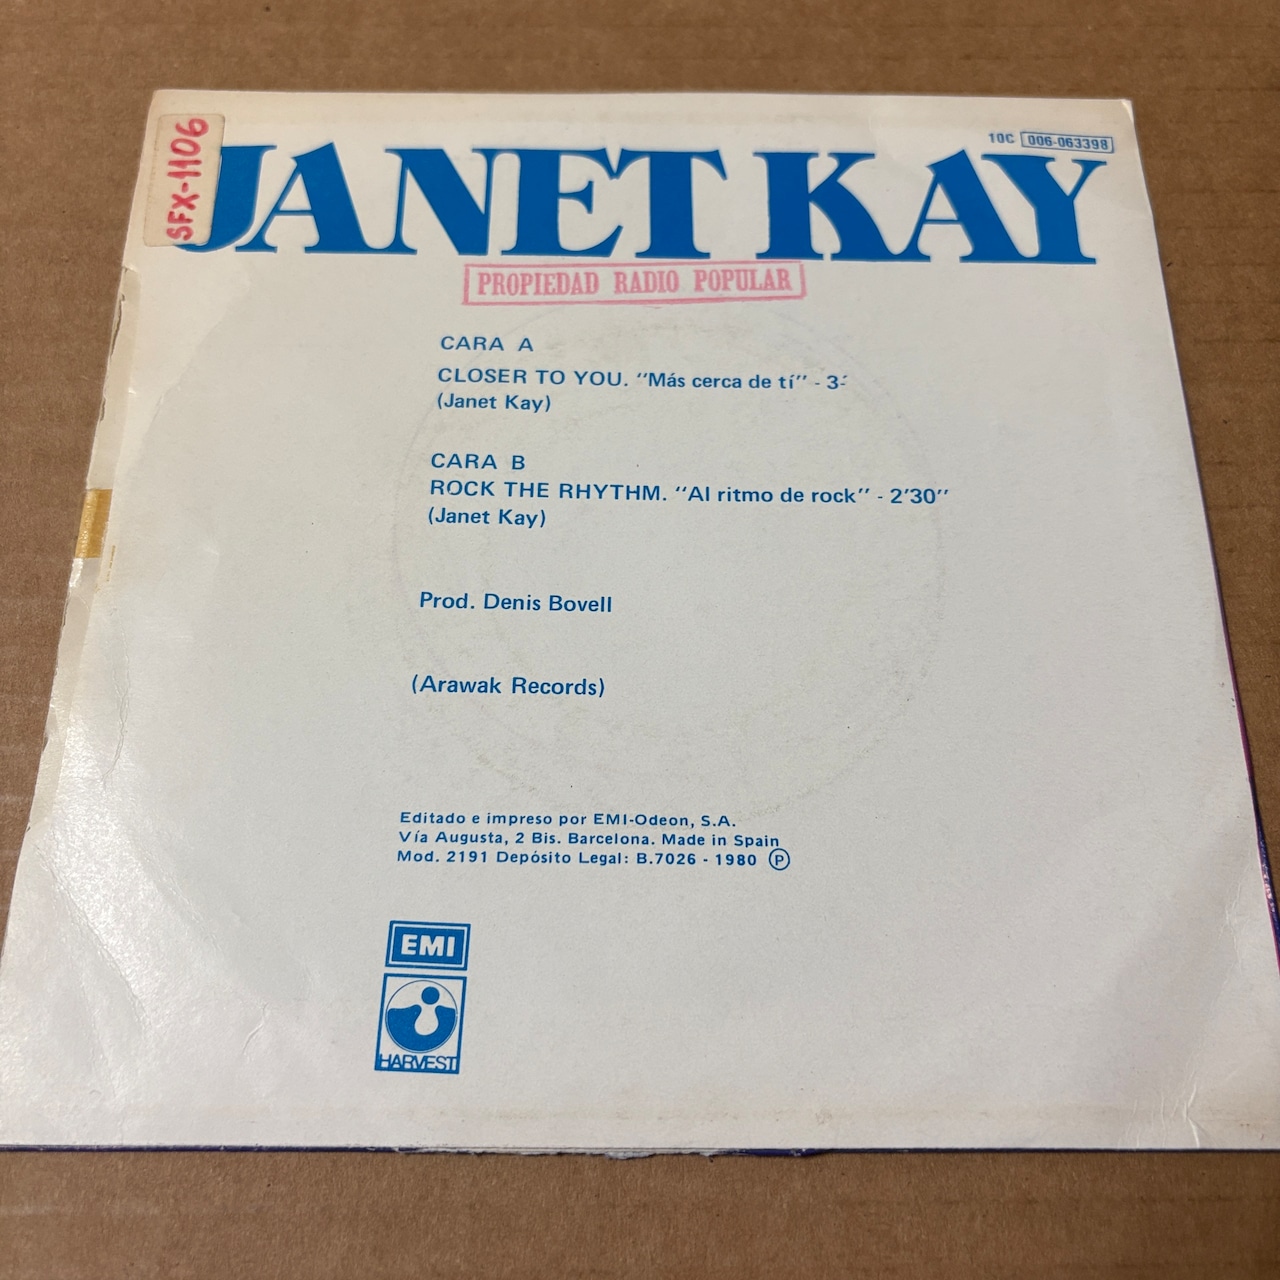 SFX-1106
10C 006-063398
JANET KAY
PROPIEDAD RADIO POPULAR
CARA A
CLOSER TO YOU. “Más cerca de tí” - 3’
(Janet Kay)
CARA B
ROCK THE RHYTHM. “Al ritmo de rock” - 2’30”
(Janet Kay)
Prod. Denis Bovell
(Arawak Records)
Editado e impreso por EMI-Odeon, S.A.
Vía Augusta, 2 Bis. Barcelona. Made in Spain
Mod. 2191 Depósito Legal: B.7026 - 1980 Ⓟ
EMI
HARVEST